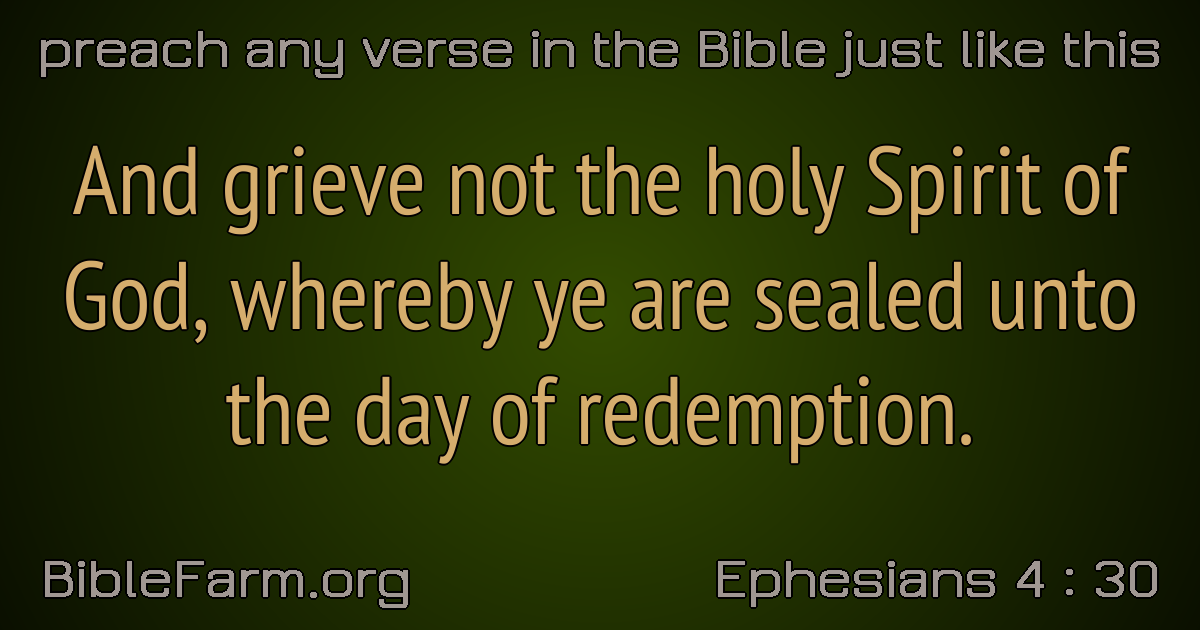 preach any verse in the Bible just like this
And grieve not the holy Spirit of
God, whereby ye are sealed unto
the day of redemption.
BibleFarm.org
Ephesians 4 : 30